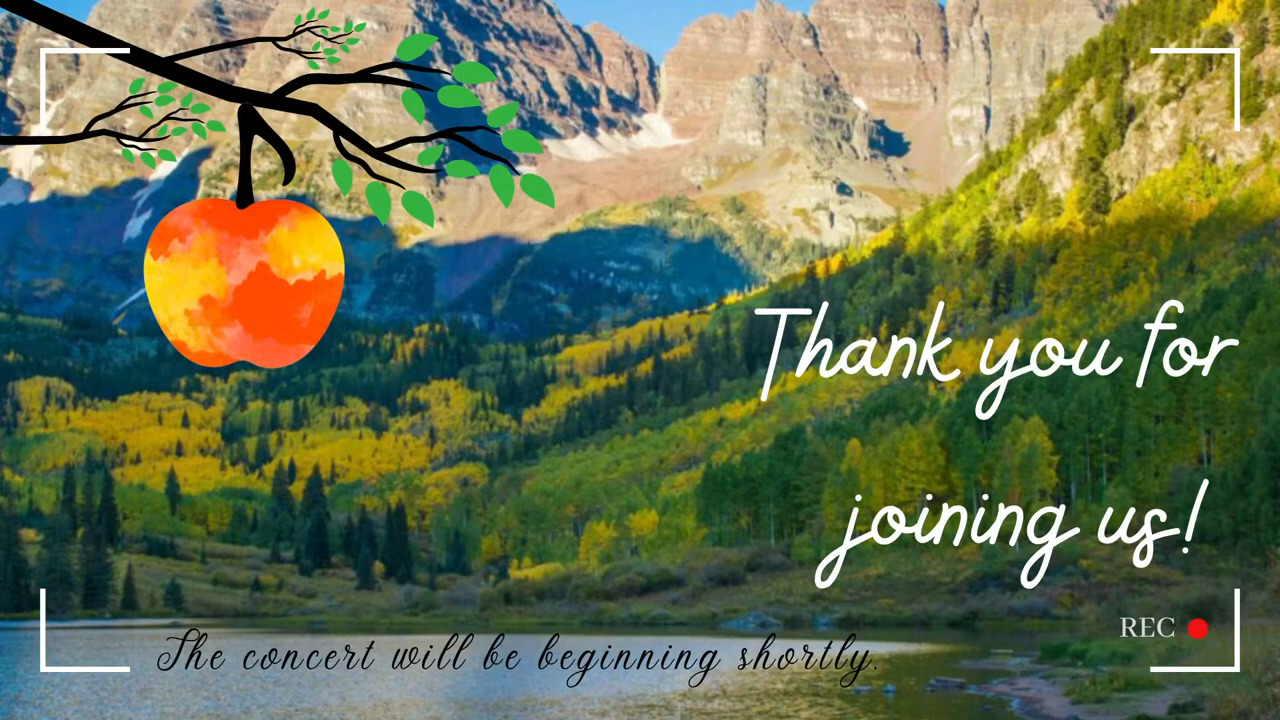 Thank you for
joining us!
REC
The concert will be beginning shortly.